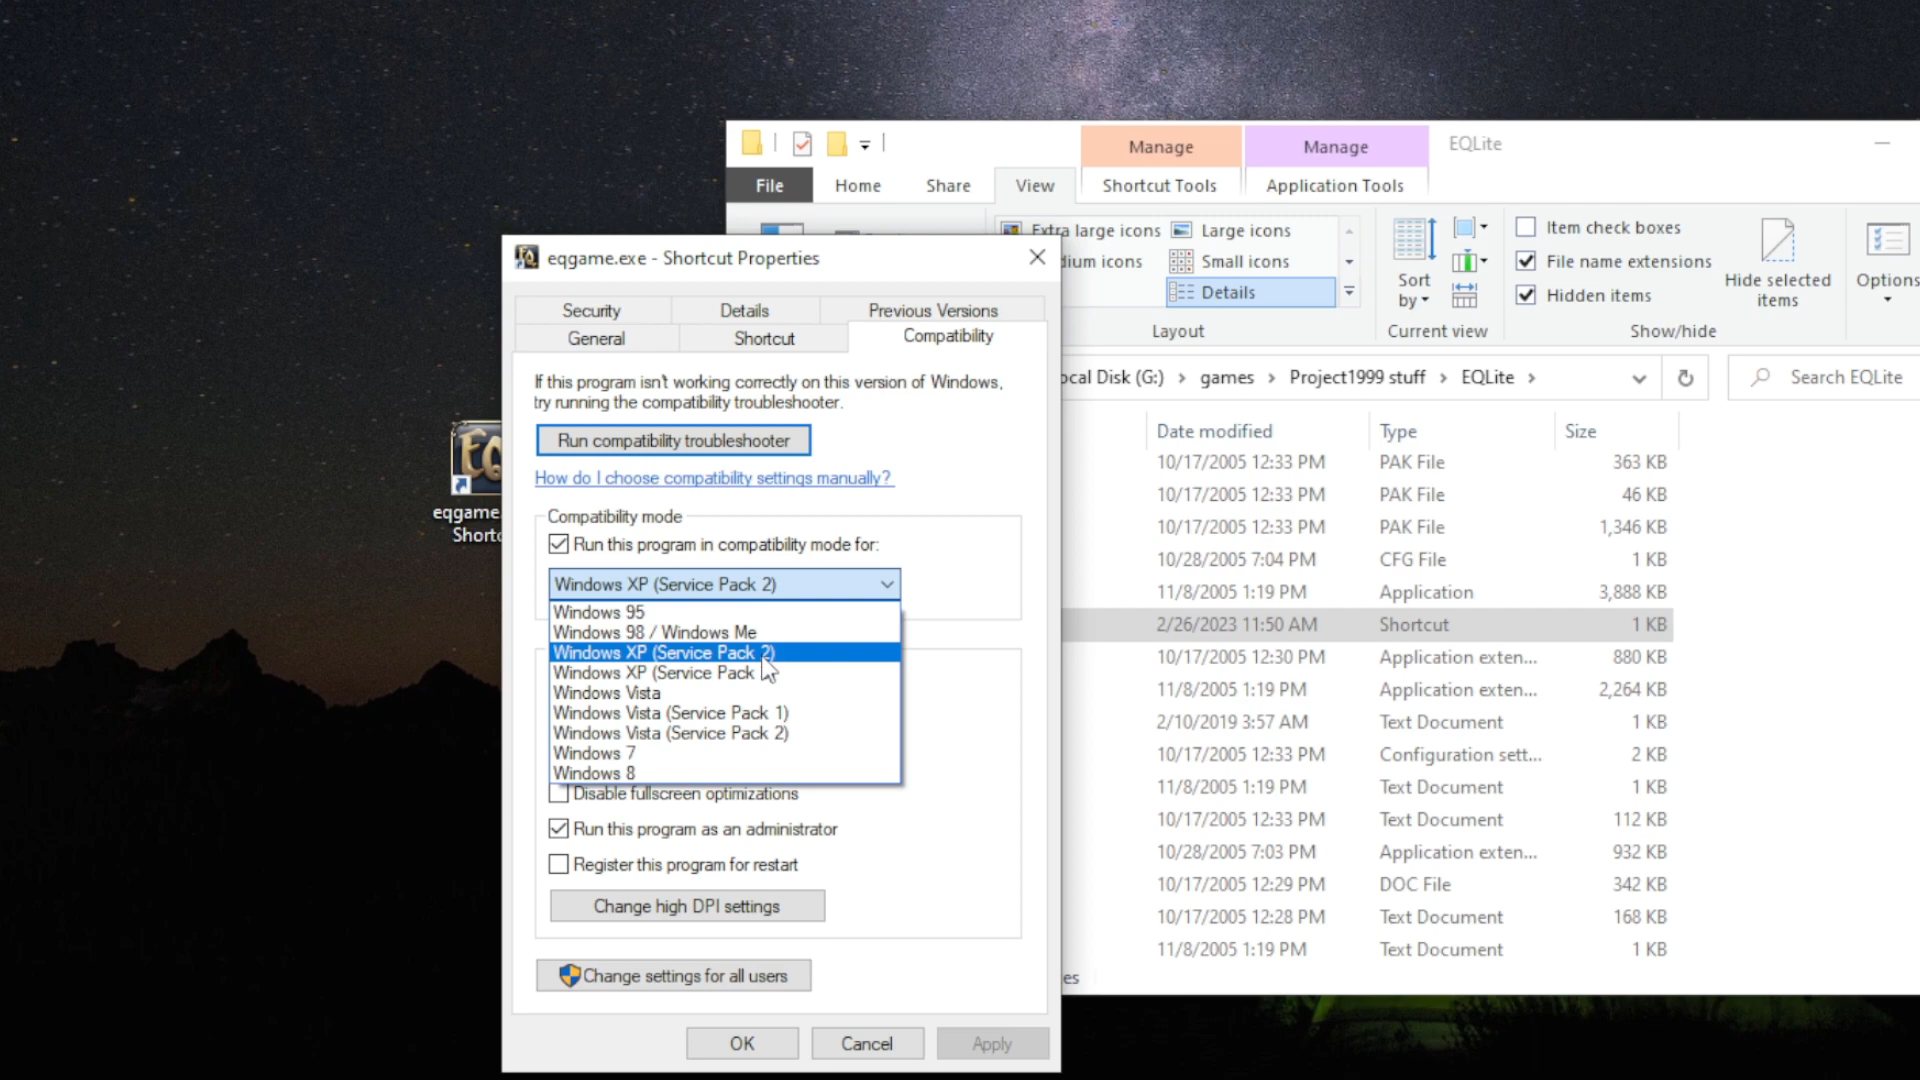 Manage
Manage
EQLite
File
Home
Share
View
Shortcut Tools
Application Tools
Extra large icons
Large icons
dium icons
Small icons
Details
Layout
Sort
by
Current view
Item check boxes
File name extensions
Hidden items
Show/hide
Hide selected
items
Options
ocal Disk (G:) > games > Project1999 stuff > EQLite >
Search EQLite
Date modified Type Size
10/17/2005 12:33 PM PAK File 363 KB
10/17/2005 12:33 PM PAK File 46 KB
10/17/2005 12:33 PM PAK File 1,346 KB
10/28/2005 7:04 PM CFG File 1 KB
11/8/2005 1:19 PM Application 3,888 KB
2/26/2023 11:50 AM Shortcut 1 KB
10/17/2005 12:30 PM Application exten... 880 KB
11/8/2005 1:19 PM Application exten... 2,264 KB
2/10/2019 3:57 AM Text Document 1 KB
10/17/2005 12:33 PM Configuration sett... 2 KB
11/8/2005 1:19 PM Text Document 1 KB
10/17/2005 12:33 PM Text Document 112 KB
10/28/2005 7:03 PM Application exten... 932 KB
10/17/2005 12:29 PM DOC File 342 KB
10/17/2005 12:28 PM Text Document 168 KB
11/8/2005 1:19 PM Text Document 1 KB
es
eqgame.
Shortc
eqgame.exe - Shortcut Properties
Security
Details
Previous Versions
General
Shortcut
Compatibility
If this program isn't working correctly on this version of Windows,
try running the compatibility troubleshooter.
Run compatibility troubleshooter
How do I choose compatibility settings manually?
Compatibility mode
Run this program in compatibility mode for:
Windows XP (Service Pack 2)
Windows 95
Windows 98 / Windows Me
Windows XP (Service Pack 2)
Windows XP (Service Pack
Windows Vista
Windows Vista (Service Pack 1)
Windows Vista (Service Pack 2)
Windows 7
Windows 8
Disable fullscreen optimizations
Run this program as an administrator
Register this program for restart
Change high DPI settings
Change settings for all users
OK
Cancel
Apply